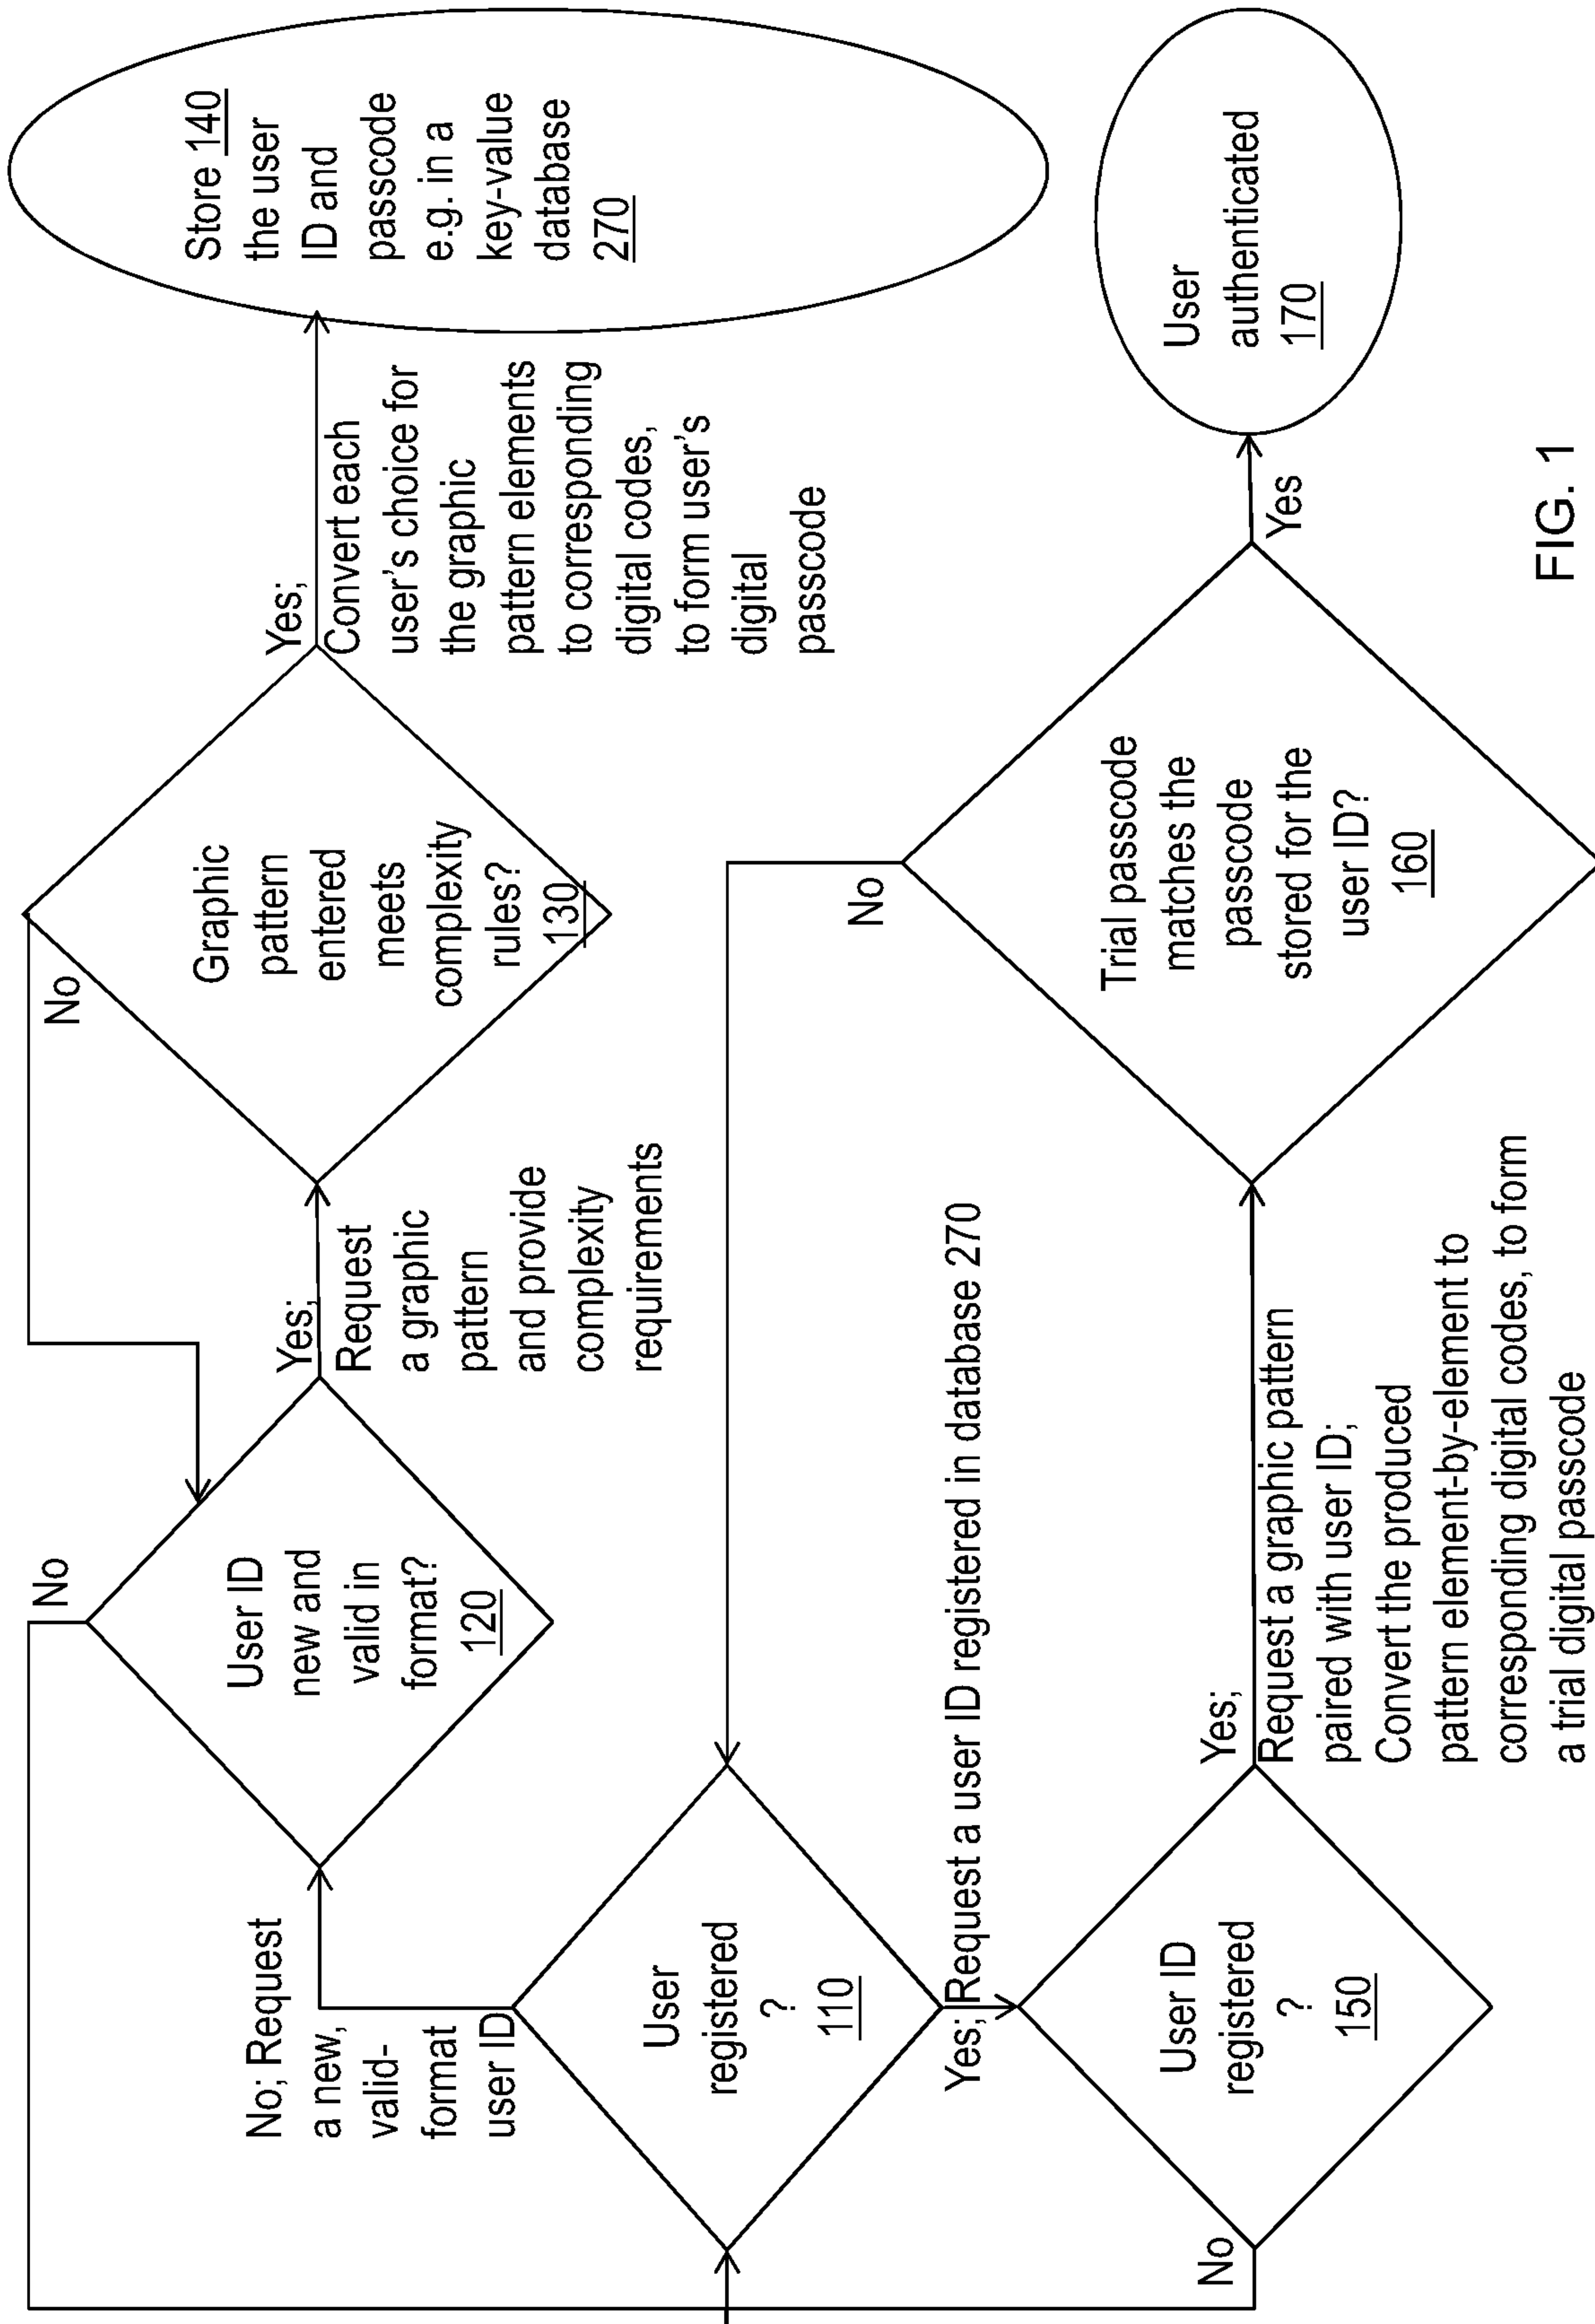 No
User ID
new and
valid in
format?
120
No; Request
a new,
valid-
format
user ID
Yes;
Request
a graphic
pattern
and provide
complexity
requirements
No
Graphic
pattern
entered
meets
complexity
rules?
130
Yes;
Convert each
user's choice for
the graphic
pattern elements
to corresponding
digital codes,
to form user's
digital
passcode
Store 140
the user
ID and
passcode
e.g. in a
key-value
database
270
User
registered
?
110
Yes; Request a user ID registered in database 270
No
User ID
registered
?
150
Yes;
Request a graphic pattern
paired with user ID;
Convert the produced
pattern element-by-element to
corresponding digital codes, to form
a trial digital passcode
No
Trial passcode
matches the
passcode
stored for the
user ID?
160
Yes
User
authenticated
170
FIG. 1